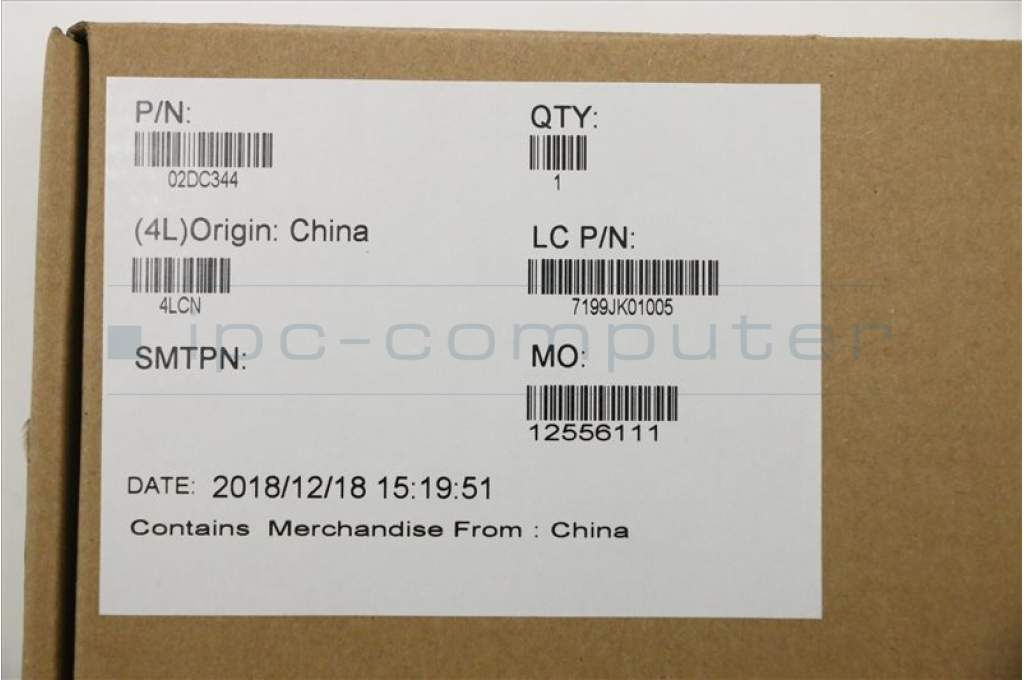 P/N:
02DC344
QTY:
1
(4L)Origin: China
4LCN
LC P/N:
7199JK01005
ipc-computer
SMTPN:
MO:
12556111
DATE: 2018/12/18 15:19:51
Contains Merchandise From : China